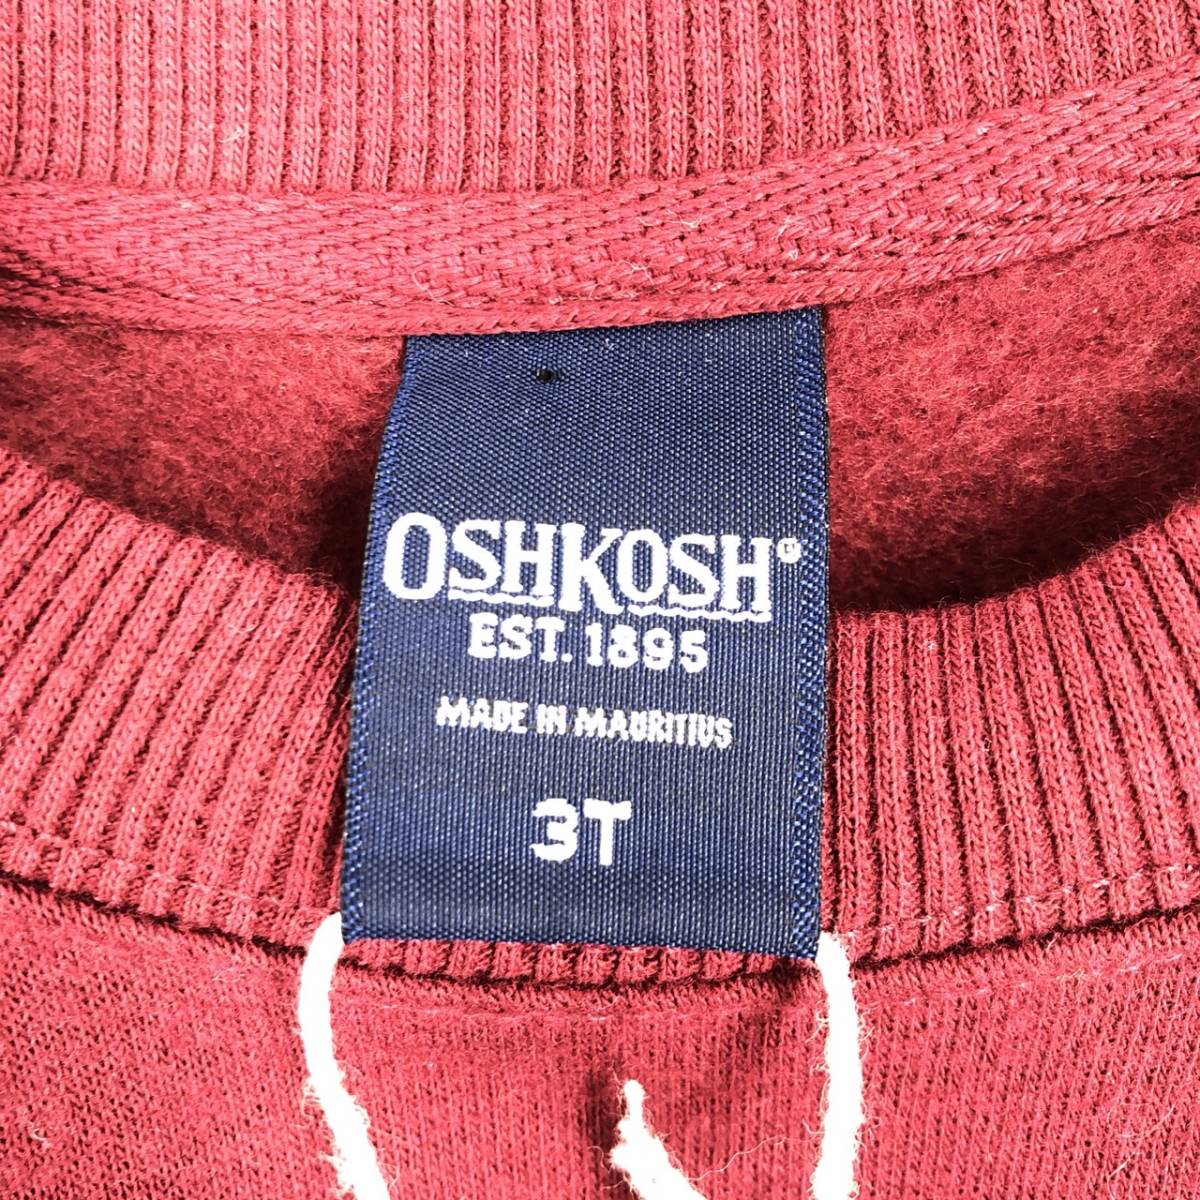 OSHKOSH®
EST. 1895
MADE IN MAURITIUS
3T